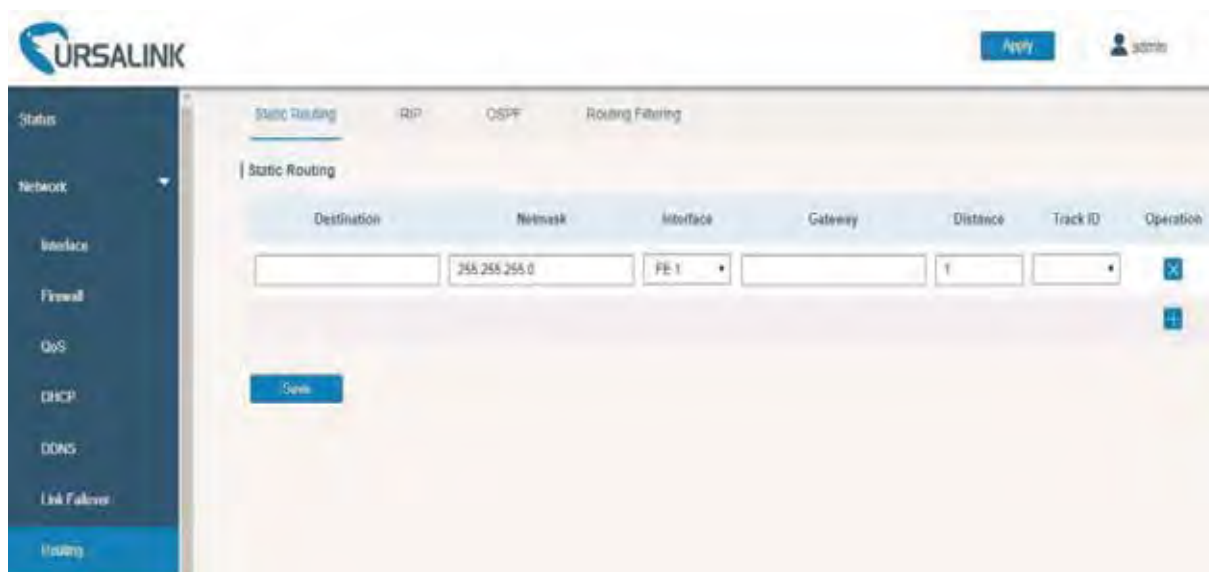 URSALINK
Apply
admin
Status
Network
Interface
Firewall
QoS
DHCP
DDNS
Link Failover
Routing
Static Routing RIP OSPF Routing Filtering
Static Routing
Destination Netmask Interface Gateway Distance Track ID Operation
255.255.255.0 FE 1 1
Save